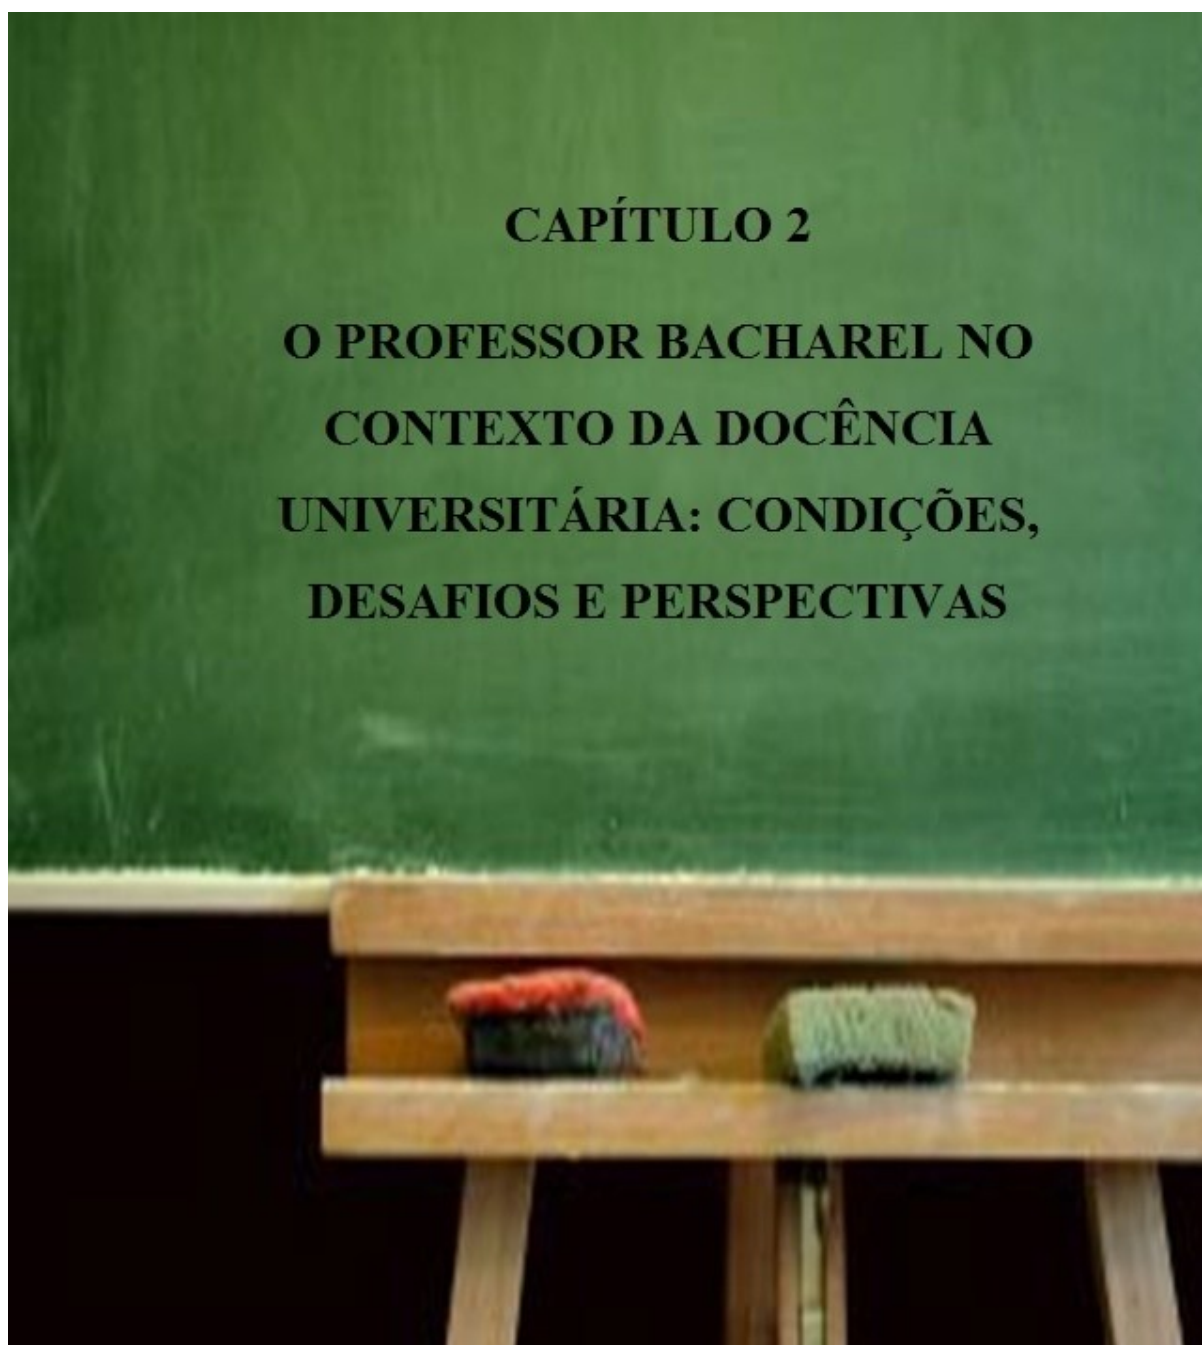 CAPÍTULO 2
O PROFESSOR BACHAREL NO
CONTEXTO DA DOCÊNCIA
UNIVERSITÁRIA: CONDIÇÕES,
DESAFIOS E PERSPECTIVAS